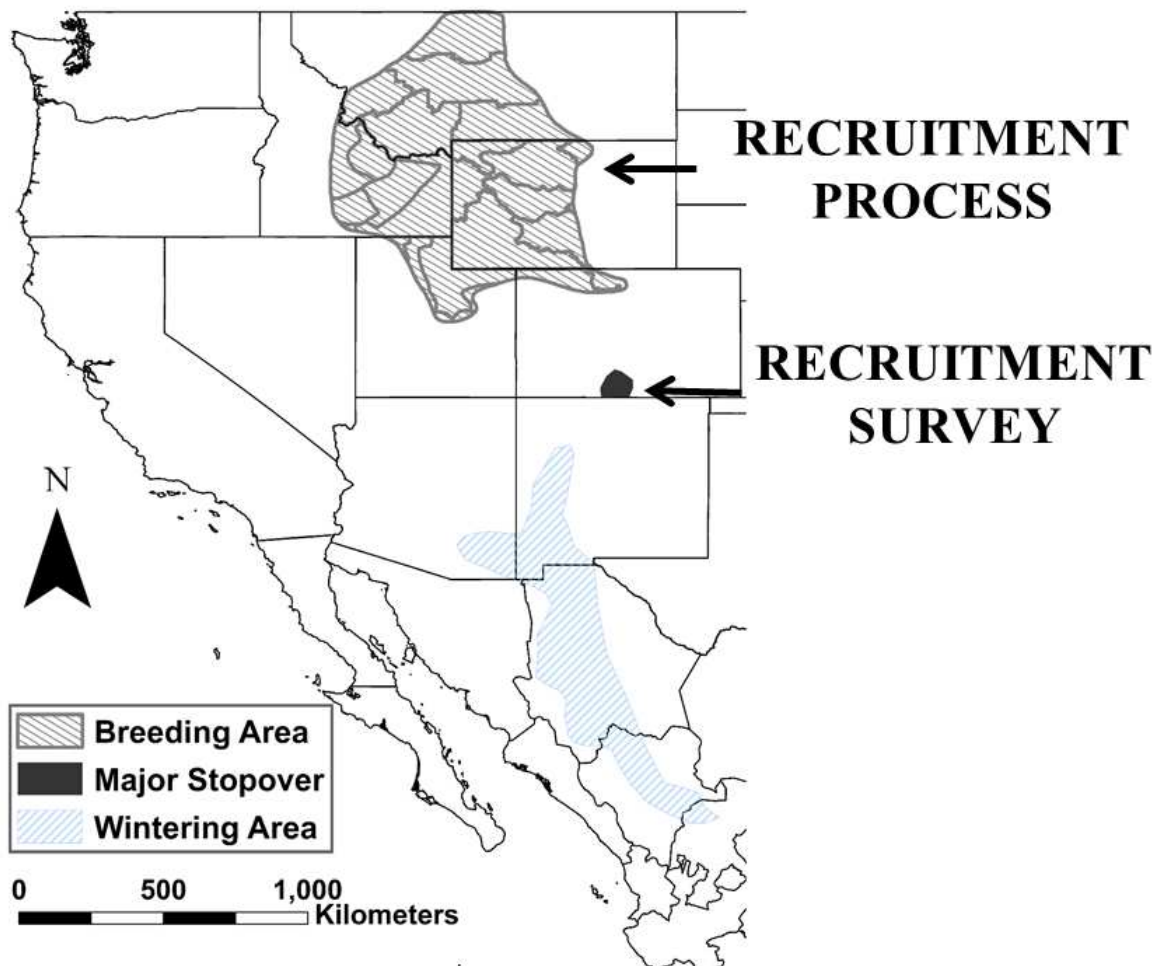 RECRUITMENT
PROCESS
RECRUITMENT
SURVEY
N
Breeding Area
Major Stopover
Wintering Area
0 500 1,000
Kilometers